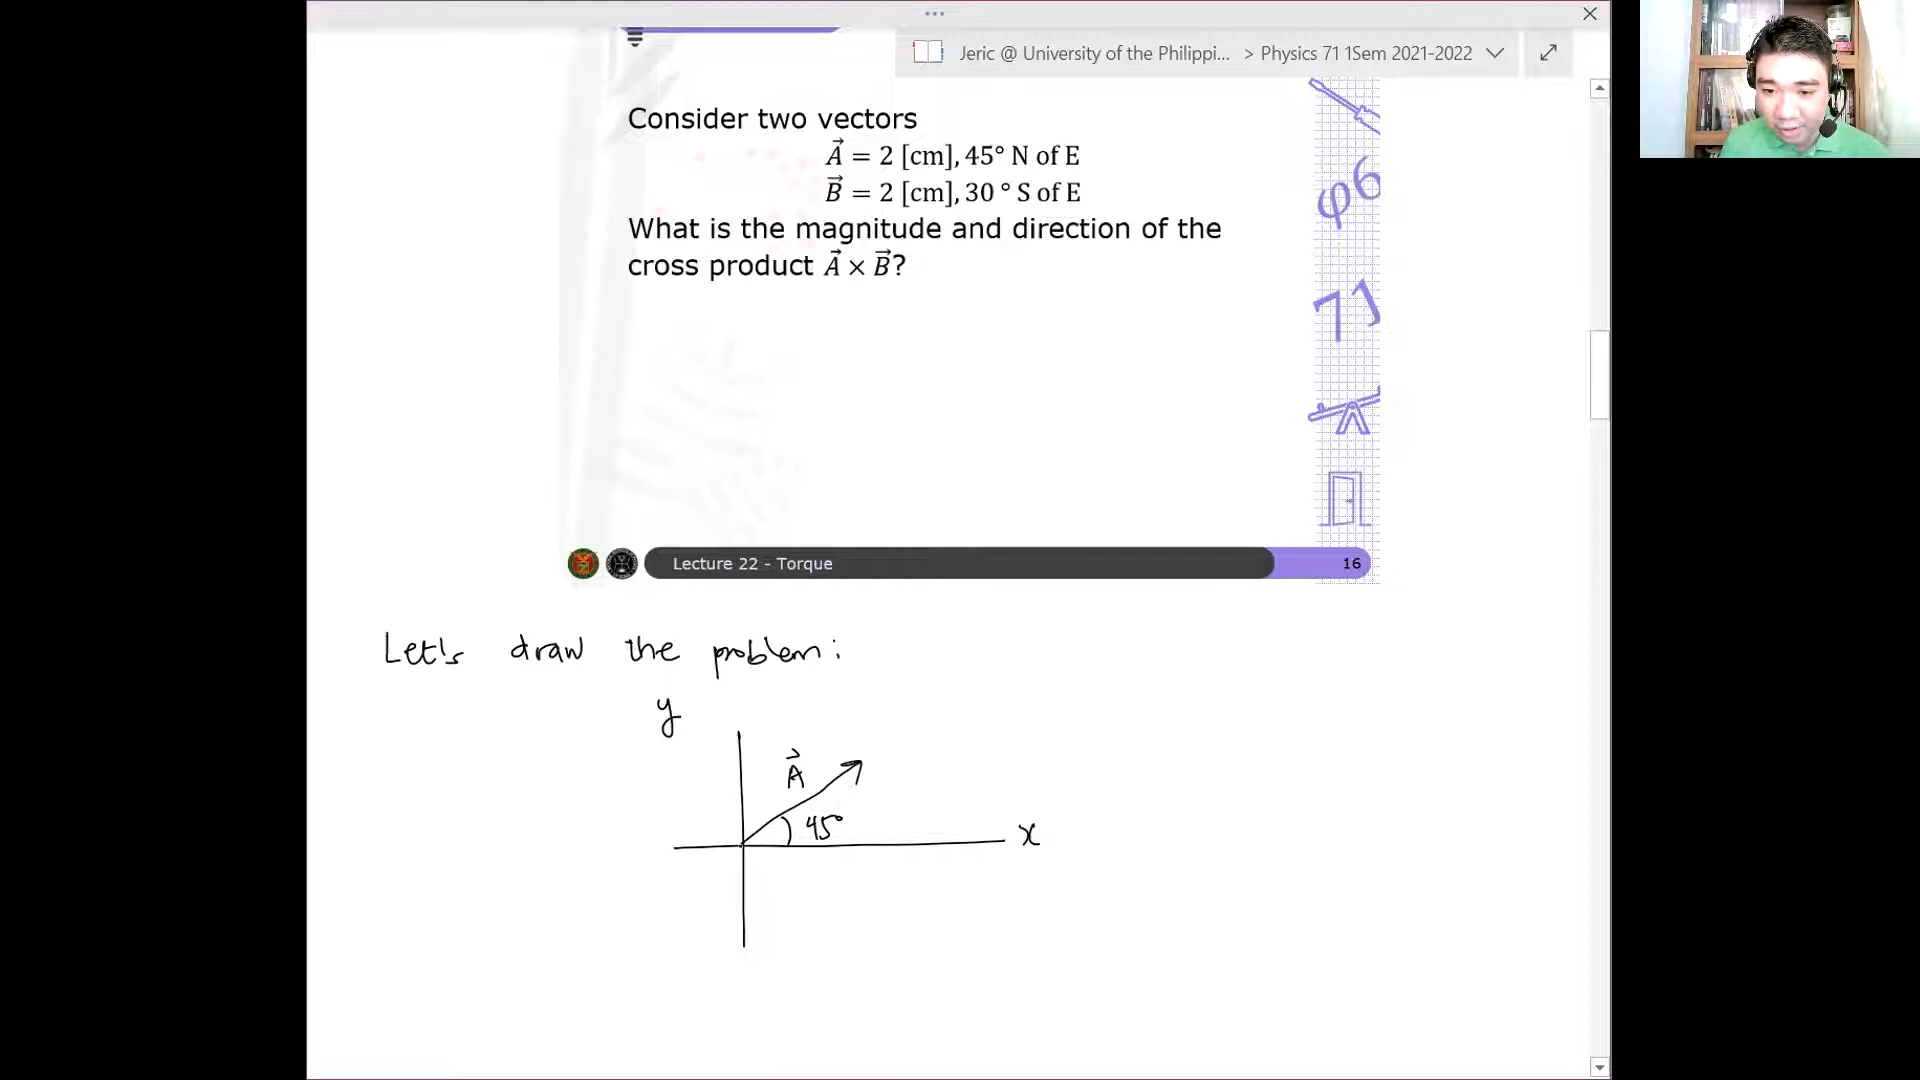 Jeric @ University of the Philippi... > Physics 71 1Sem 2021-2022
Consider two vectors
A⃗ = 2 [cm], 45° N of E
B⃗ = 2 [cm], 30 ° S of E
What is the magnitude and direction of the
cross product A⃗ × B⃗?
φ6
71
Lecture 22 - Torque
16
Let's draw the problem:
y
A⃗
45°
x